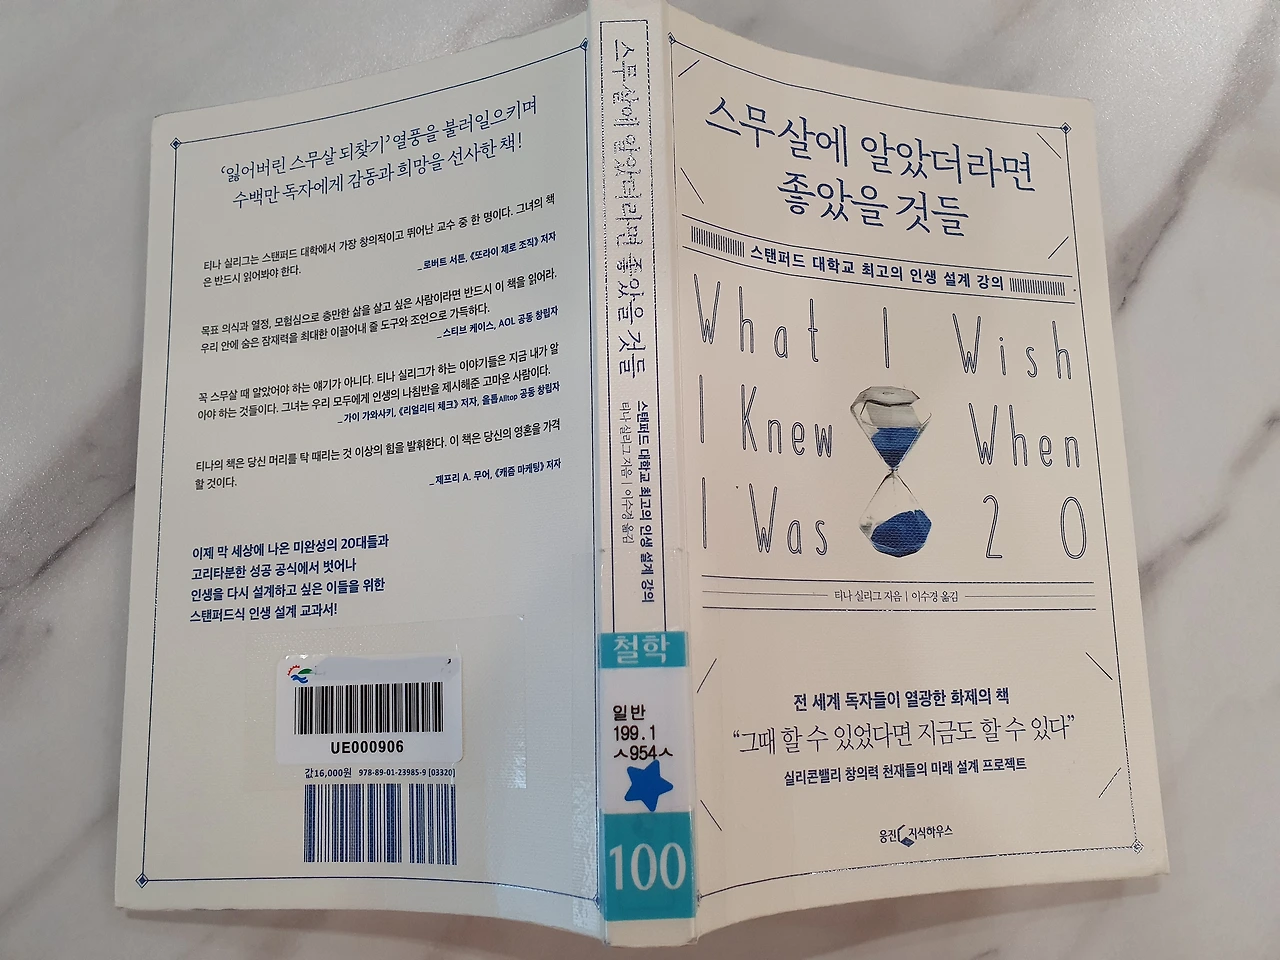 ‘잃어버린 스무살 되찾기’ 열풍을 불러일으키며
수백만 독자에게 감동과 희망을 선사한 책!
티나 실리그는 스탠퍼드 대학에서 가장 창의적이고 뛰어난 교수 중 한 명이다. 그녀의 책
은 반드시 읽어봐야 한다.
_로버트 서튼, 《또라이 제로 조직》 저자
목표 의식과 열정, 모험심으로 충만한 삶을 살고 싶은 사람이라면 반드시 이 책을 읽어라.
우리 안에 숨은 잠재력을 최대한 이끌어내 줄 도구와 조언으로 가득하다.
_스티브 케이스, AOL 공동 창립자
꼭 스무살 때 알았어야 하는 얘기가 아니다. 티나 실리그가 하는 이야기들은 지금 내가 알
아야 하는 것들이다. 그녀는 우리 모두에게 인생의 나침반을 제시해준 고마운 사람이다.
_가이 가와사키, 《리얼리티 체크》 저자, 올톱Alltop 공동 창립자
티나의 책은 당신 머리를 탁 때리는 것 이상의 힘을 발휘한다. 이 책은 당신의 영혼을 가격
할 것이다.
_제프리 A. 무어, 《캐즘 마케팅》 저자
이제 막 세상에 나온 미완성의 20대들과
고리타분한 성공 공식에서 벗어나
인생을 다시 설계하고 싶은 이들을 위한
스탠퍼드식 인생 설계 교과서!
UE000906
값16,000원 978-89-01-23985-9 [03320]
스무살에 알았더라면 좋았을 것들
스탠퍼드 대학교 최고의 인생 설계 강의
티나 실리그 지음 | 이수경 옮김
철학
일반
199.1
ㅅ954ㅅ
100
스무살에 알았더라면
좋았을 것들
스탠퍼드 대학교 최고의 인생 설계 강의
What I Wish
I Knew When
I Was 20
티나 실리그 지음 | 이수경 옮김
전 세계 독자들이 열광한 화제의 책
“그때 할 수 있었다면 지금도 할 수 있다”
실리콘밸리 창의력 천재들의 미래 설계 프로젝트
웅진 지식하우스